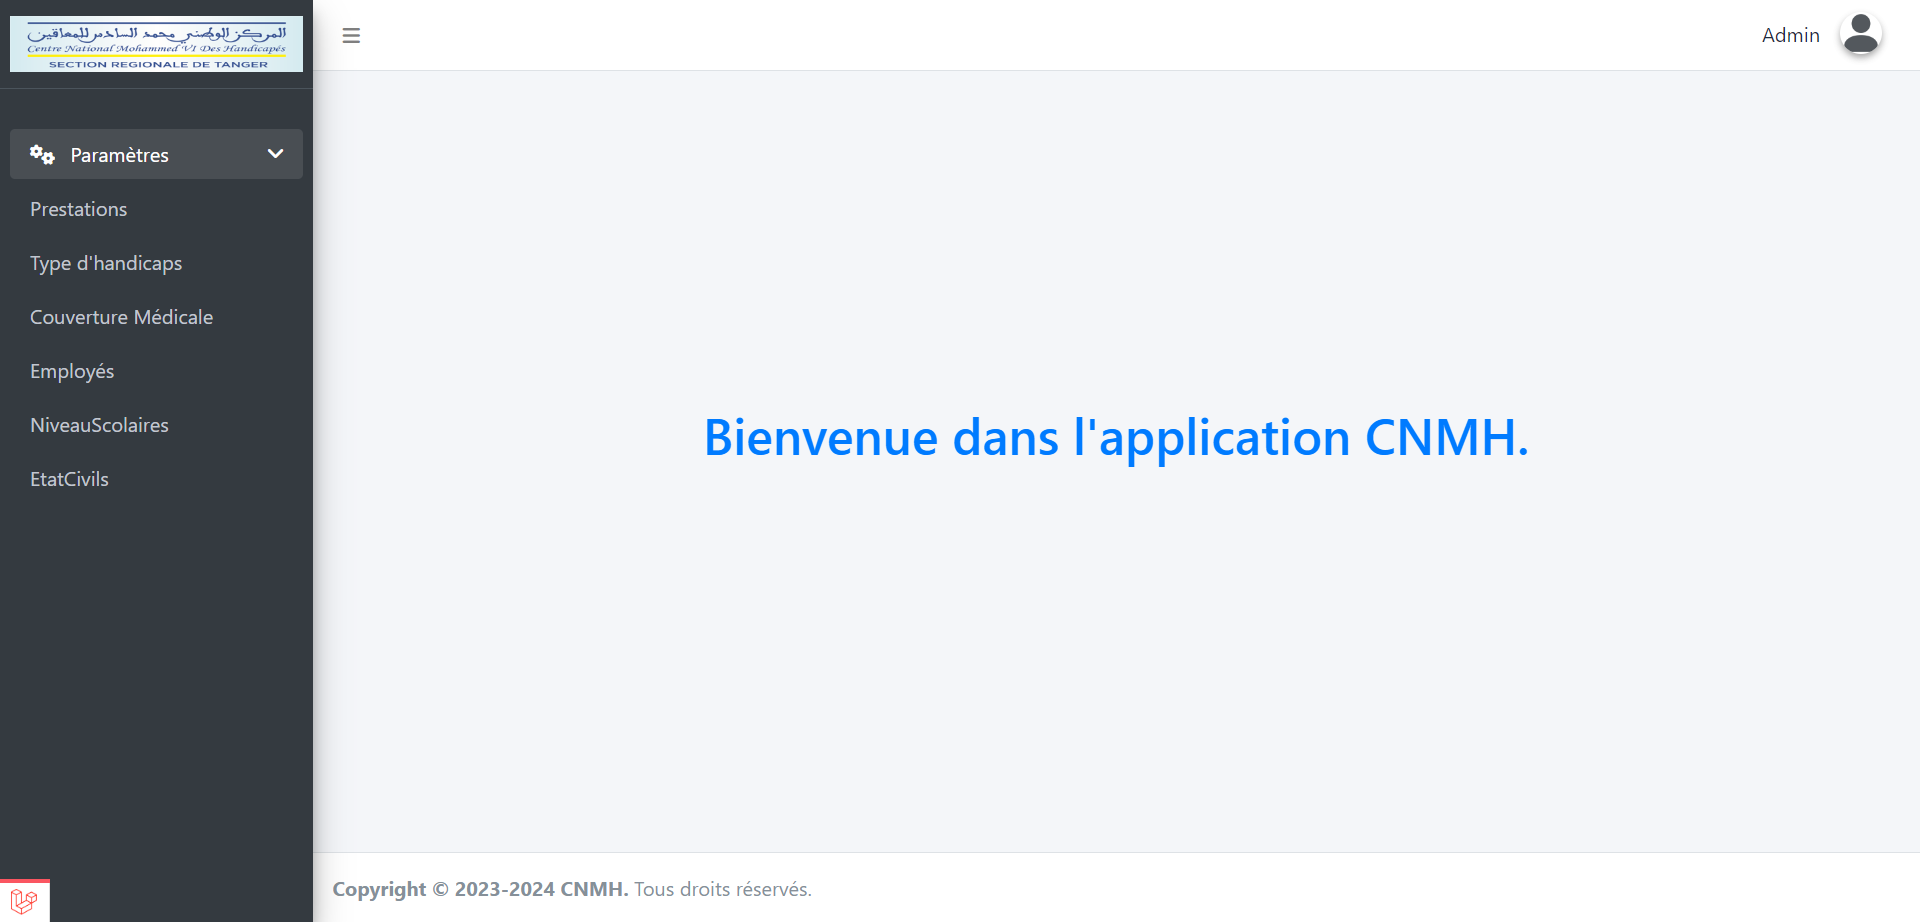 المركز الوطني محمد السادس للمعاقين
Centre National Mohammed VI Des Handicapés
SECTION REGIONALE DE TANGER
Admin
Paramètres
Prestations
Type d'handicaps
Couverture Médicale
Employés
NiveauScolaires
EtatCivils
Bienvenue dans l'application CNMH.
Copyright © 2023-2024 CNMH. Tous droits réservés.